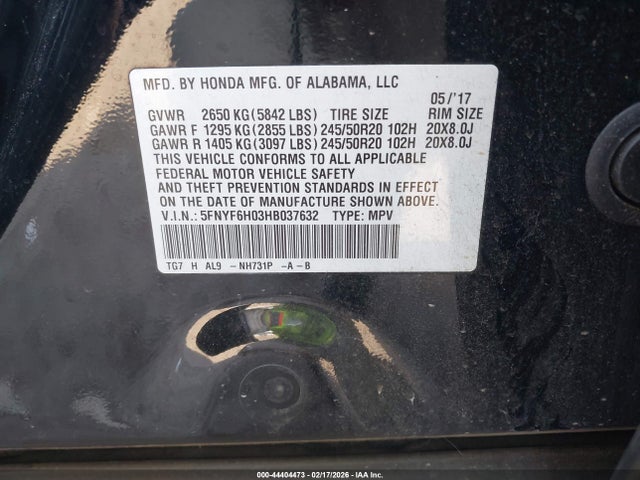 MFD. BY HONDA MFG. OF ALABAMA, LLC
05/'17
GVWR 2650 KG(5842 LBS) TIRE SIZE RIM SIZE
GAWR F 1295 KG(2855 LBS)245/50R20 102H 20X8.0J
GAWR R 1405 KG(3097 LBS)245/50R20 102H 20X8.0J
THIS VEHICLE CONFORMS TO ALL APPLICABLE
FEDERAL MOTOR VEHICLE SAFETY
AND THEFT PREVENTION STANDARDS IN EFFECT
ON THE DATE OF MANUFACTURE SHOWN ABOVE.
V.I.N.: 5FNYF6H03HB037632 TYPE: MPV
TG7 H AL9 -NH731P -A-B
000-44404473 - 02/17/2026 - IAA Inc.